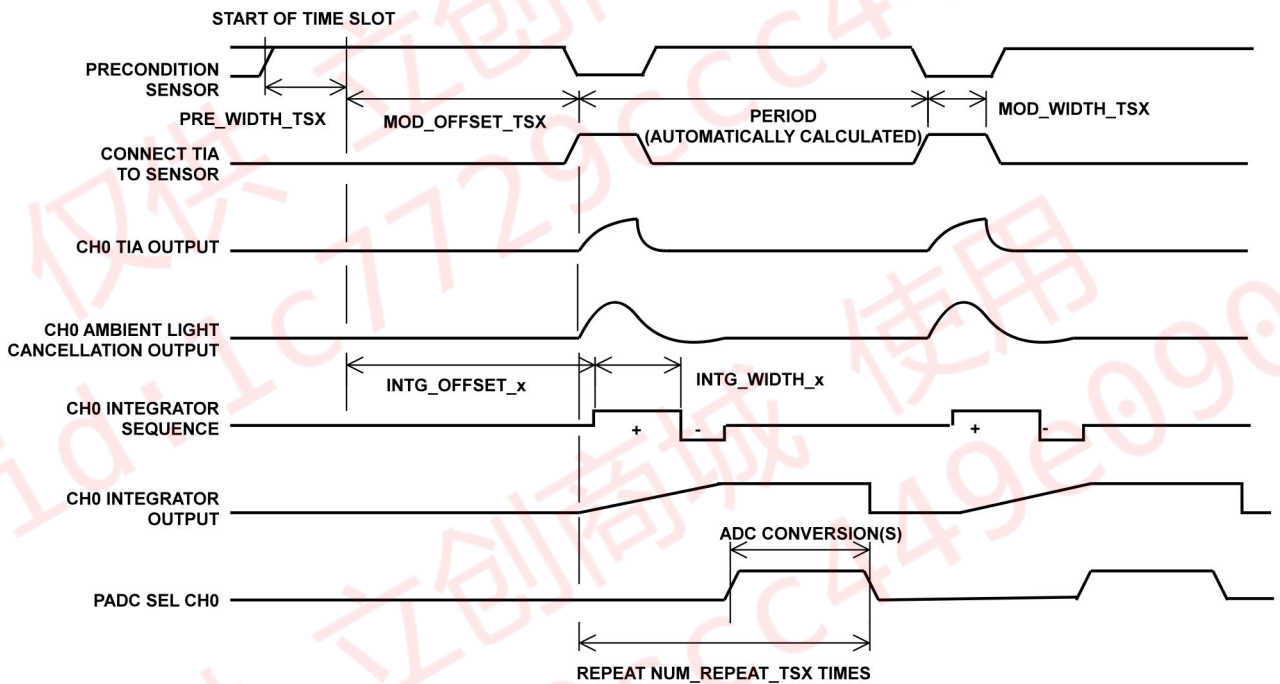 START OF TIME SLOT
PRECONDITION
SENSOR
PRE_WIDTH_TSX
MOD_OFFSET_TSX
PERIOD
(AUTOMATICALLY CALCULATED)
MOD_WIDTH_TSX
CONNECT TIA
TO SENSOR
CH0 TIA OUTPUT
CH0 AMBIENT LIGHT
CANCELLATION OUTPUT
INTG_OFFSET_x
INTG_WIDTH_x
CH0 INTEGRATOR
SEQUENCE
+ - + -
CH0 INTEGRATOR
OUTPUT
ADC CONVERSION(S)
PADC SEL CH0
REPEAT NUM_REPEAT_TSX TIMES
仅供 立创商城 使用
id:ic7729ccc449e090